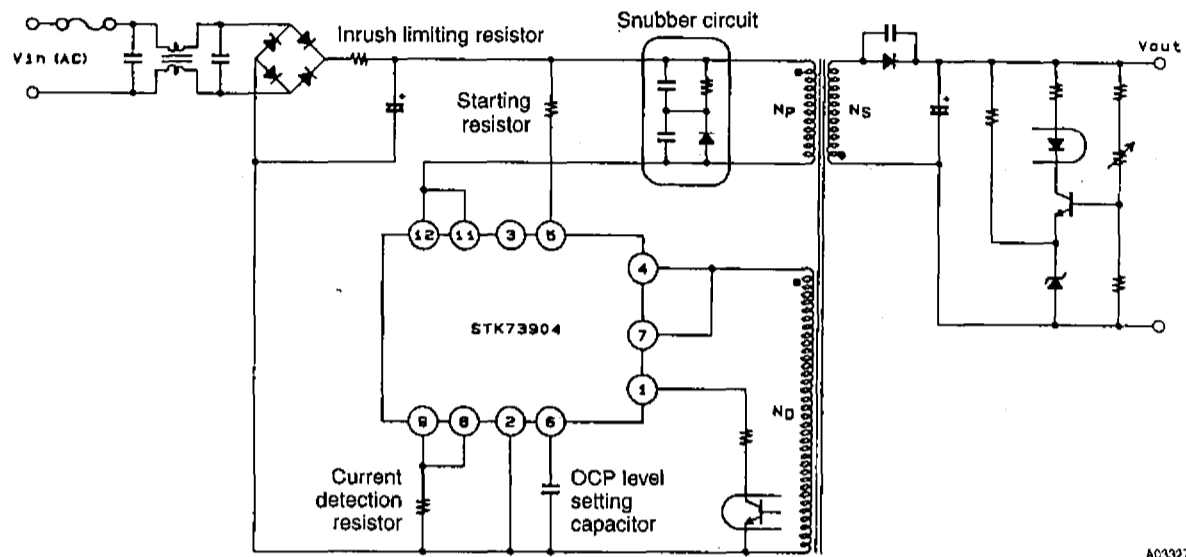 Snubber circuit
Inrush limiting resistor
Vin (AC)
Vout
Starting
resistor
NP
NS
12
11
3
5
4
STK73904
7
1
ND
9
8
2
6
Current
detection
resistor
OCP level
setting
capacitor